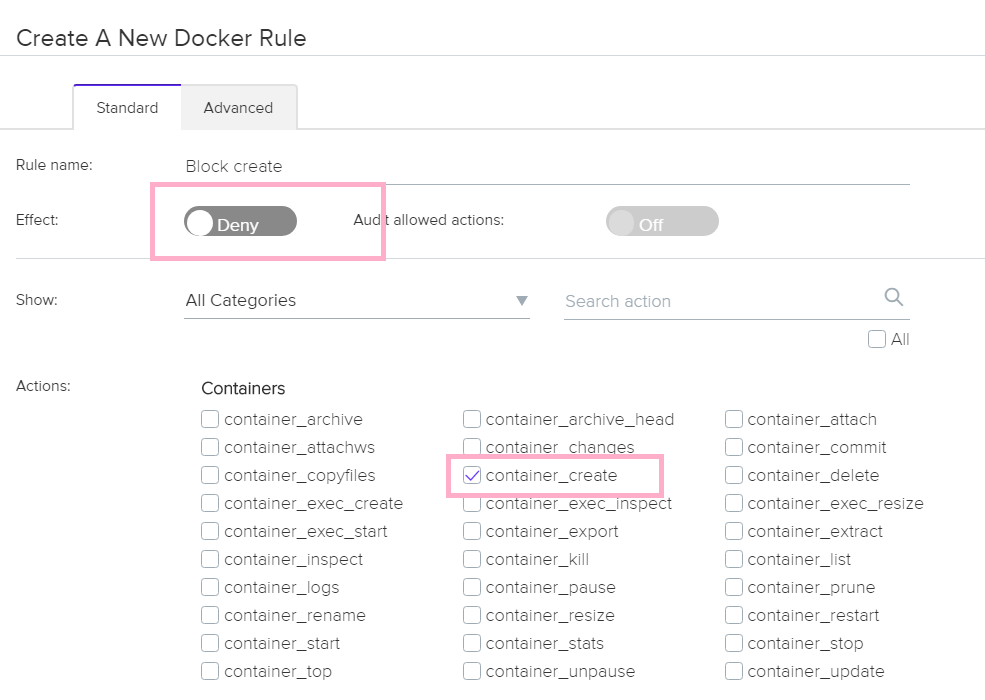 Create A New Docker Rule
Standard Advanced
Rule name: Block create
Effect: Deny Audit allowed actions: Off
Show: All Categories Search action
All
Actions: Containers
container_archive container_archive_head container_attach
container_attachws container_changes container_commit
container_copyfiles container_create container_delete
container_exec_create container_exec_inspect container_exec_resize
container_exec_start container_export container_extract
container_inspect container_kill container_list
container_logs container_pause container_prune
container_rename container_resize container_restart
container_start container_stats container_stop
container_top container_unpause container_update